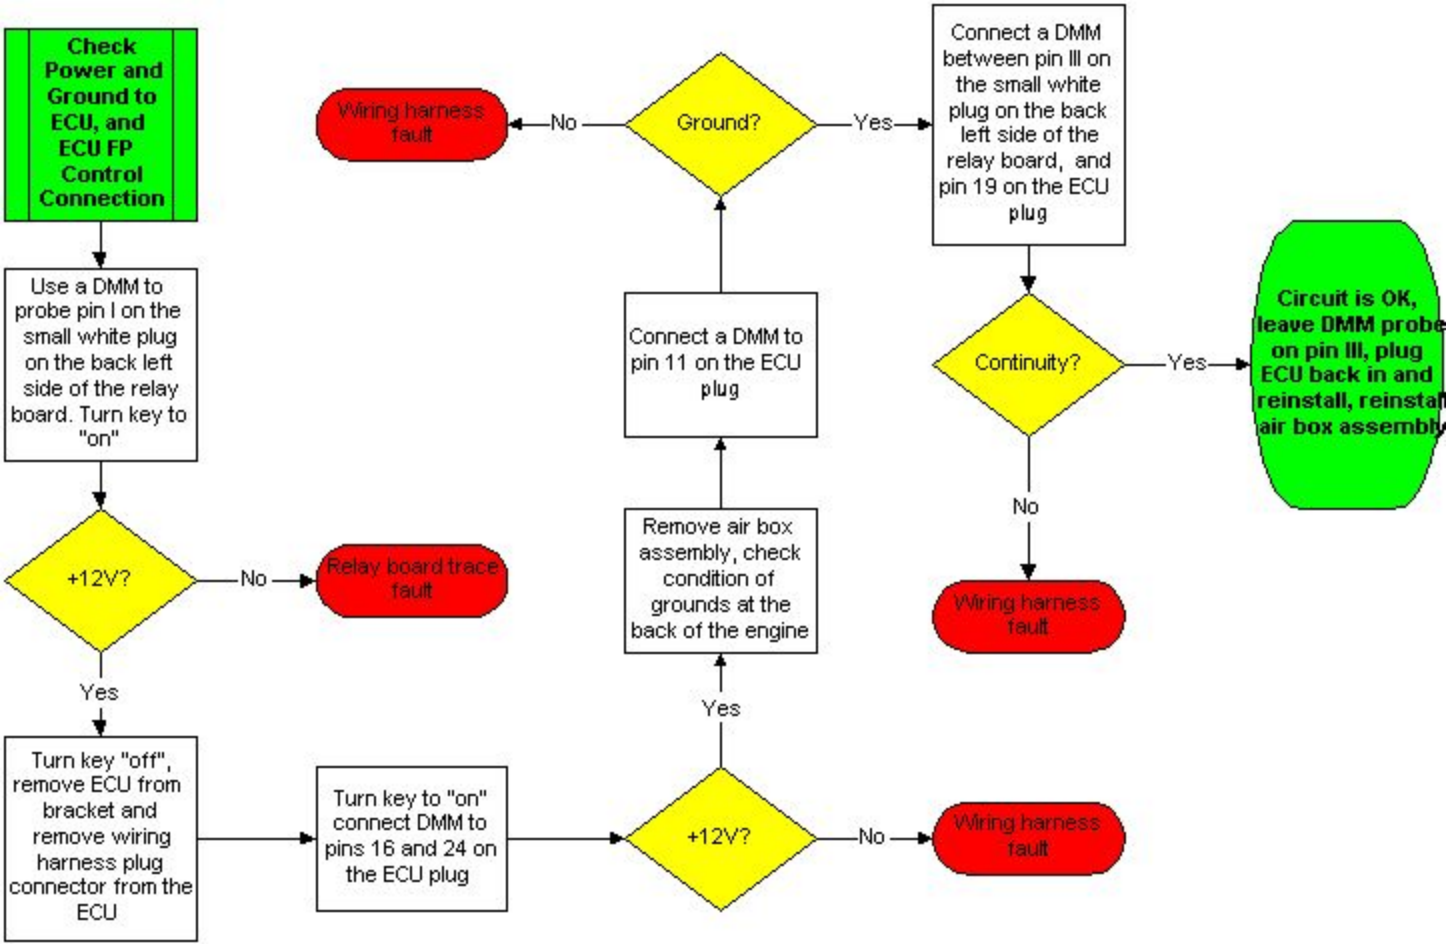 Check
Power and
Ground to
ECU, and
ECU FP
Control
Connection
Use a DMM to
probe pin I on the
small white plug
on the back left
side of the relay
board. Turn key to
"on"
+12V?
No
Relay board trace
fault
Yes
Turn key "off",
remove ECU from
bracket and
remove wiring
harness plug
connector from the
ECU
Turn key to "on"
connect DMM to
pins 16 and 24 on
the ECU plug
+12V?
No
Wiring harness
fault
Yes
Remove air box
assembly, check
condition of
grounds at the
back of the engine
Connect a DMM to
pin 11 on the ECU
plug
Ground?
No
Wiring harness
fault
Yes
Connect a DMM
between pin III on
the small white
plug on the back
left side of the
relay board, and
pin 19 on the ECU
plug
Continuity?
No
Wiring harness
fault
Yes
Circuit is OK,
leave DMM probe
on pin III, plug
ECU back in and
reinstall, reinstall
air box assembly